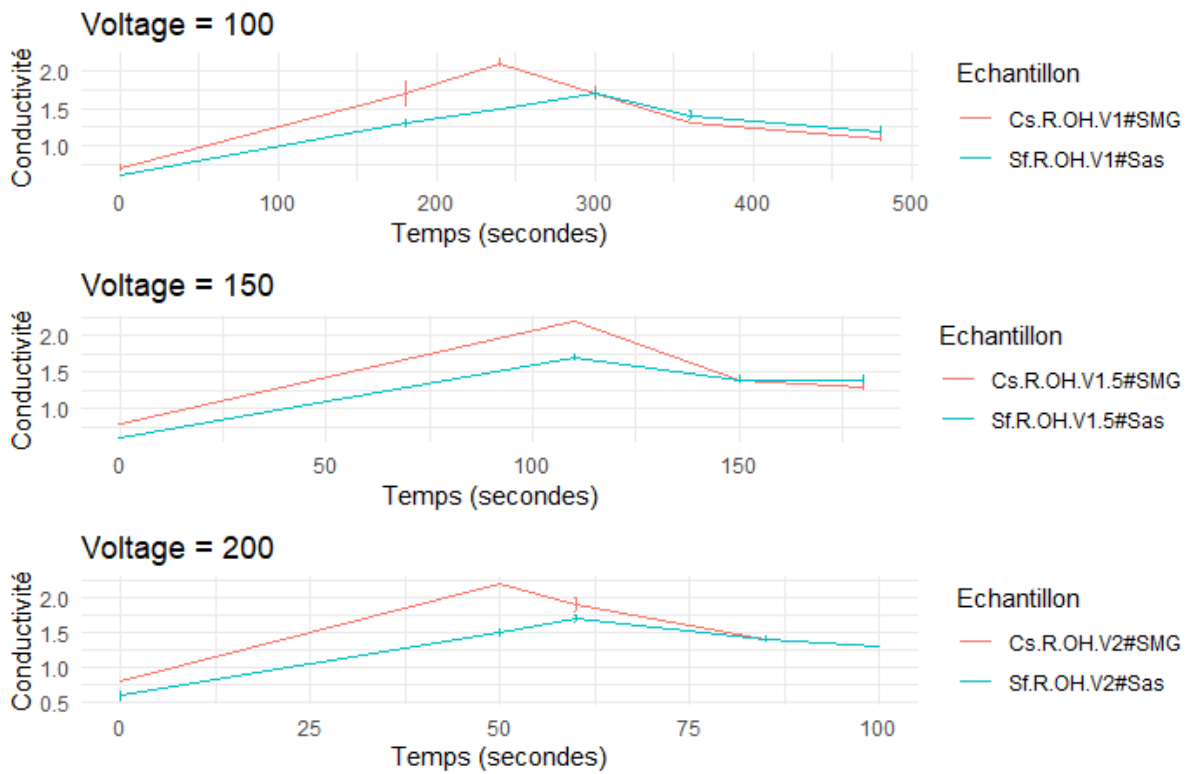 Voltage = 100
Conductivité
2.0
1.5
1.0
0 100 200 300 400 500
Temps (secondes)
Echantillon
Cs.R.OH.V1#SMG
Sf.R.OH.V1#Sas
Voltage = 150
Conductivité
2.0
1.5
1.0
0 50 100 150
Temps (secondes)
Echantillon
Cs.R.OH.V1.5#SMG
Sf.R.OH.V1.5#Sas
Voltage = 200
Conductivité
2.0
1.5
1.0
0.5
0 25 50 75 100
Temps (secondes)
Echantillon
Cs.R.OH.V2#SMG
Sf.R.OH.V2#Sas